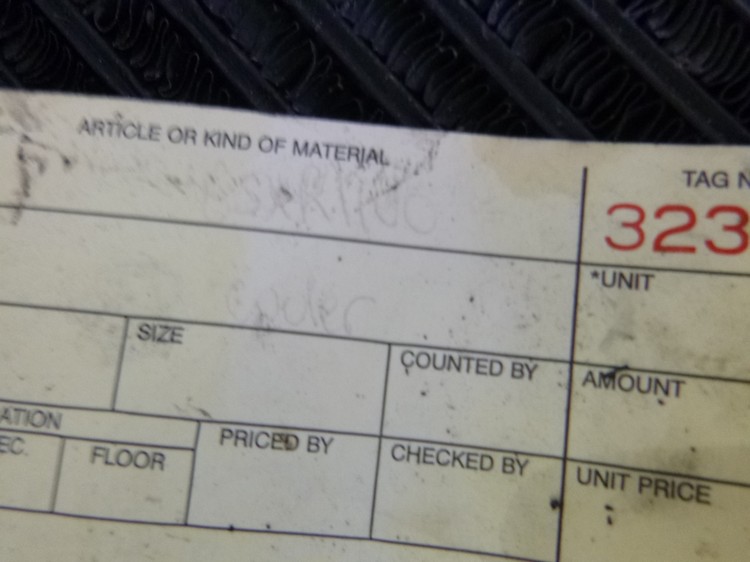 ARTICLE OR KIND OF MATERIAL
TAG N
323
*UNIT
SIZE
COUNTED BY
AMOUNT
ATION
EC.
FLOOR
PRICED BY
CHECKED BY
UNIT PRICE